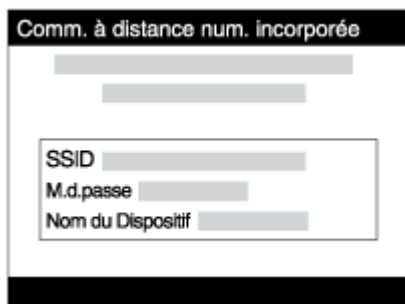 Comm. à distance num. incorporée
SSID
M.d.passe
Nom du Dispositif